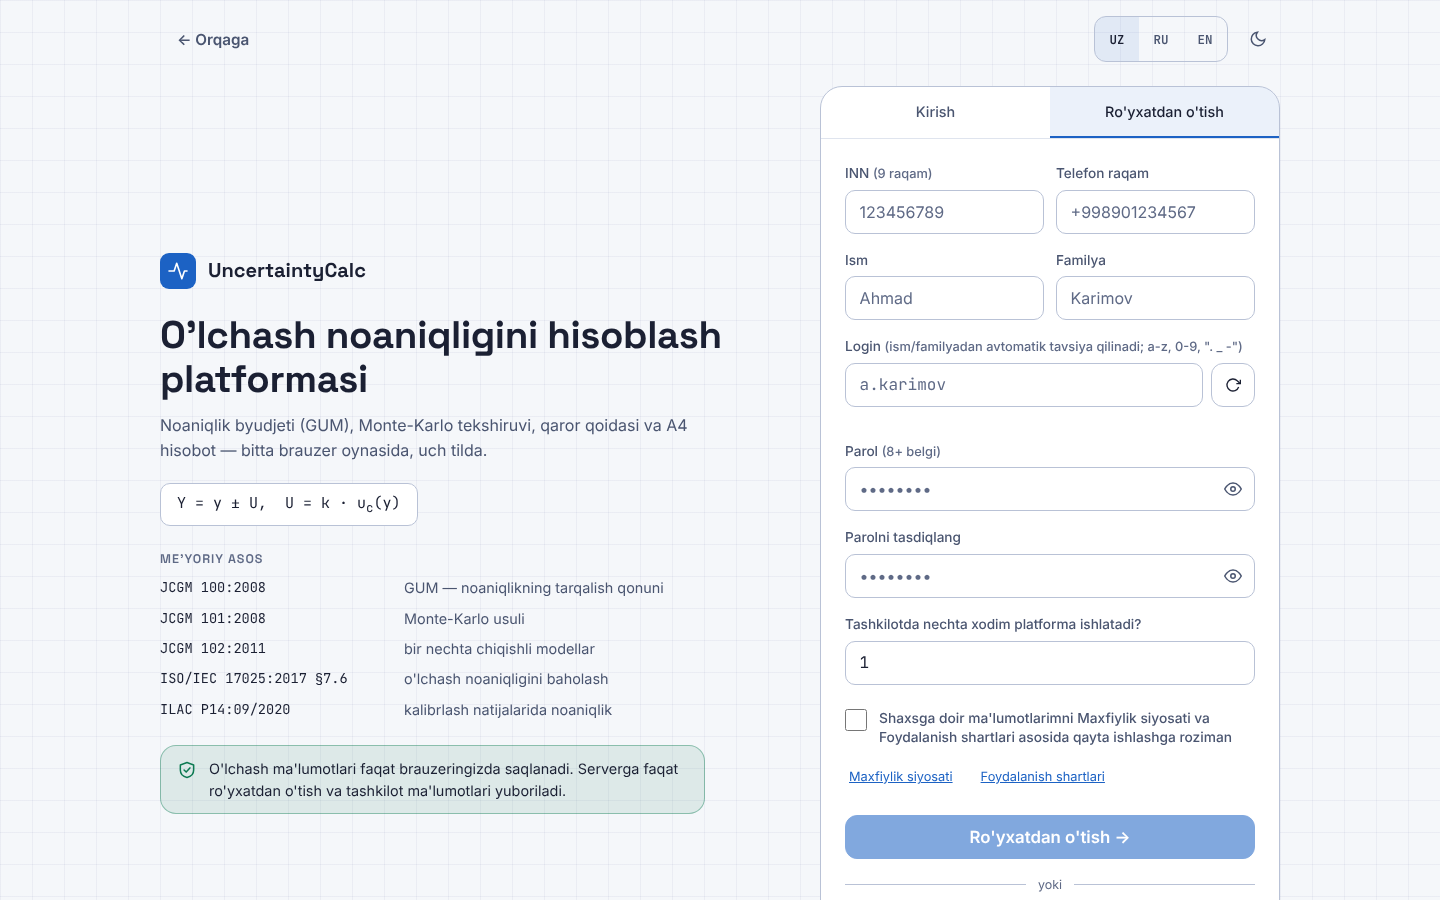 ← Orqaga
UZ RU EN
UncertaintyCalc
O'lchash noaniqligini hisoblash
platformasi
Noaniqlik byudjeti (GUM), Monte-Karlo tekshiruvi, qaror qoidasi va A4
hisobot — bitta brauzer oynasida, uch tilda.
Y = y ± U, U = k · u_c(y)
ME'YORIY ASOS
JCGM 100:2008 GUM — noaniqlikning tarqalish qonuni
JCGM 101:2008 Monte-Karlo usuli
JCGM 102:2011 bir nechta chiqishli modellar
ISO/IEC 17025:2017 §7.6 o'lchash noaniqligini baholash
ILAC P14:09/2020 kalibrlash natijalarida noaniqlik
O'lchash ma'lumotlari faqat brauzeringizda saqlanadi. Serverga faqat
ro'yxatdan o'tish va tashkilot ma'lumotlari yuboriladi.
Kirish Ro'yxatdan o'tish
INN (9 raqam) Telefon raqam
123456789 +998901234567
Ism Familya
Ahmad Karimov
Login (ism/familyadan avtomatik tavsiya qilinadi; a-z, 0-9, ". _ -")
a.karimov
Parol (8+ belgi)
••••••••
Parolni tasdiqlang
••••••••
Tashkilotda nechta xodim platforma ishlatadi?
1
Shaxsga doir ma'lumotlarimni Maxfiylik siyosati va
Foydalanish shartlari asosida qayta ishlashga roziman
Maxfiylik siyosati Foydalanish shartlari
Ro'yxatdan o'tish →
yoki